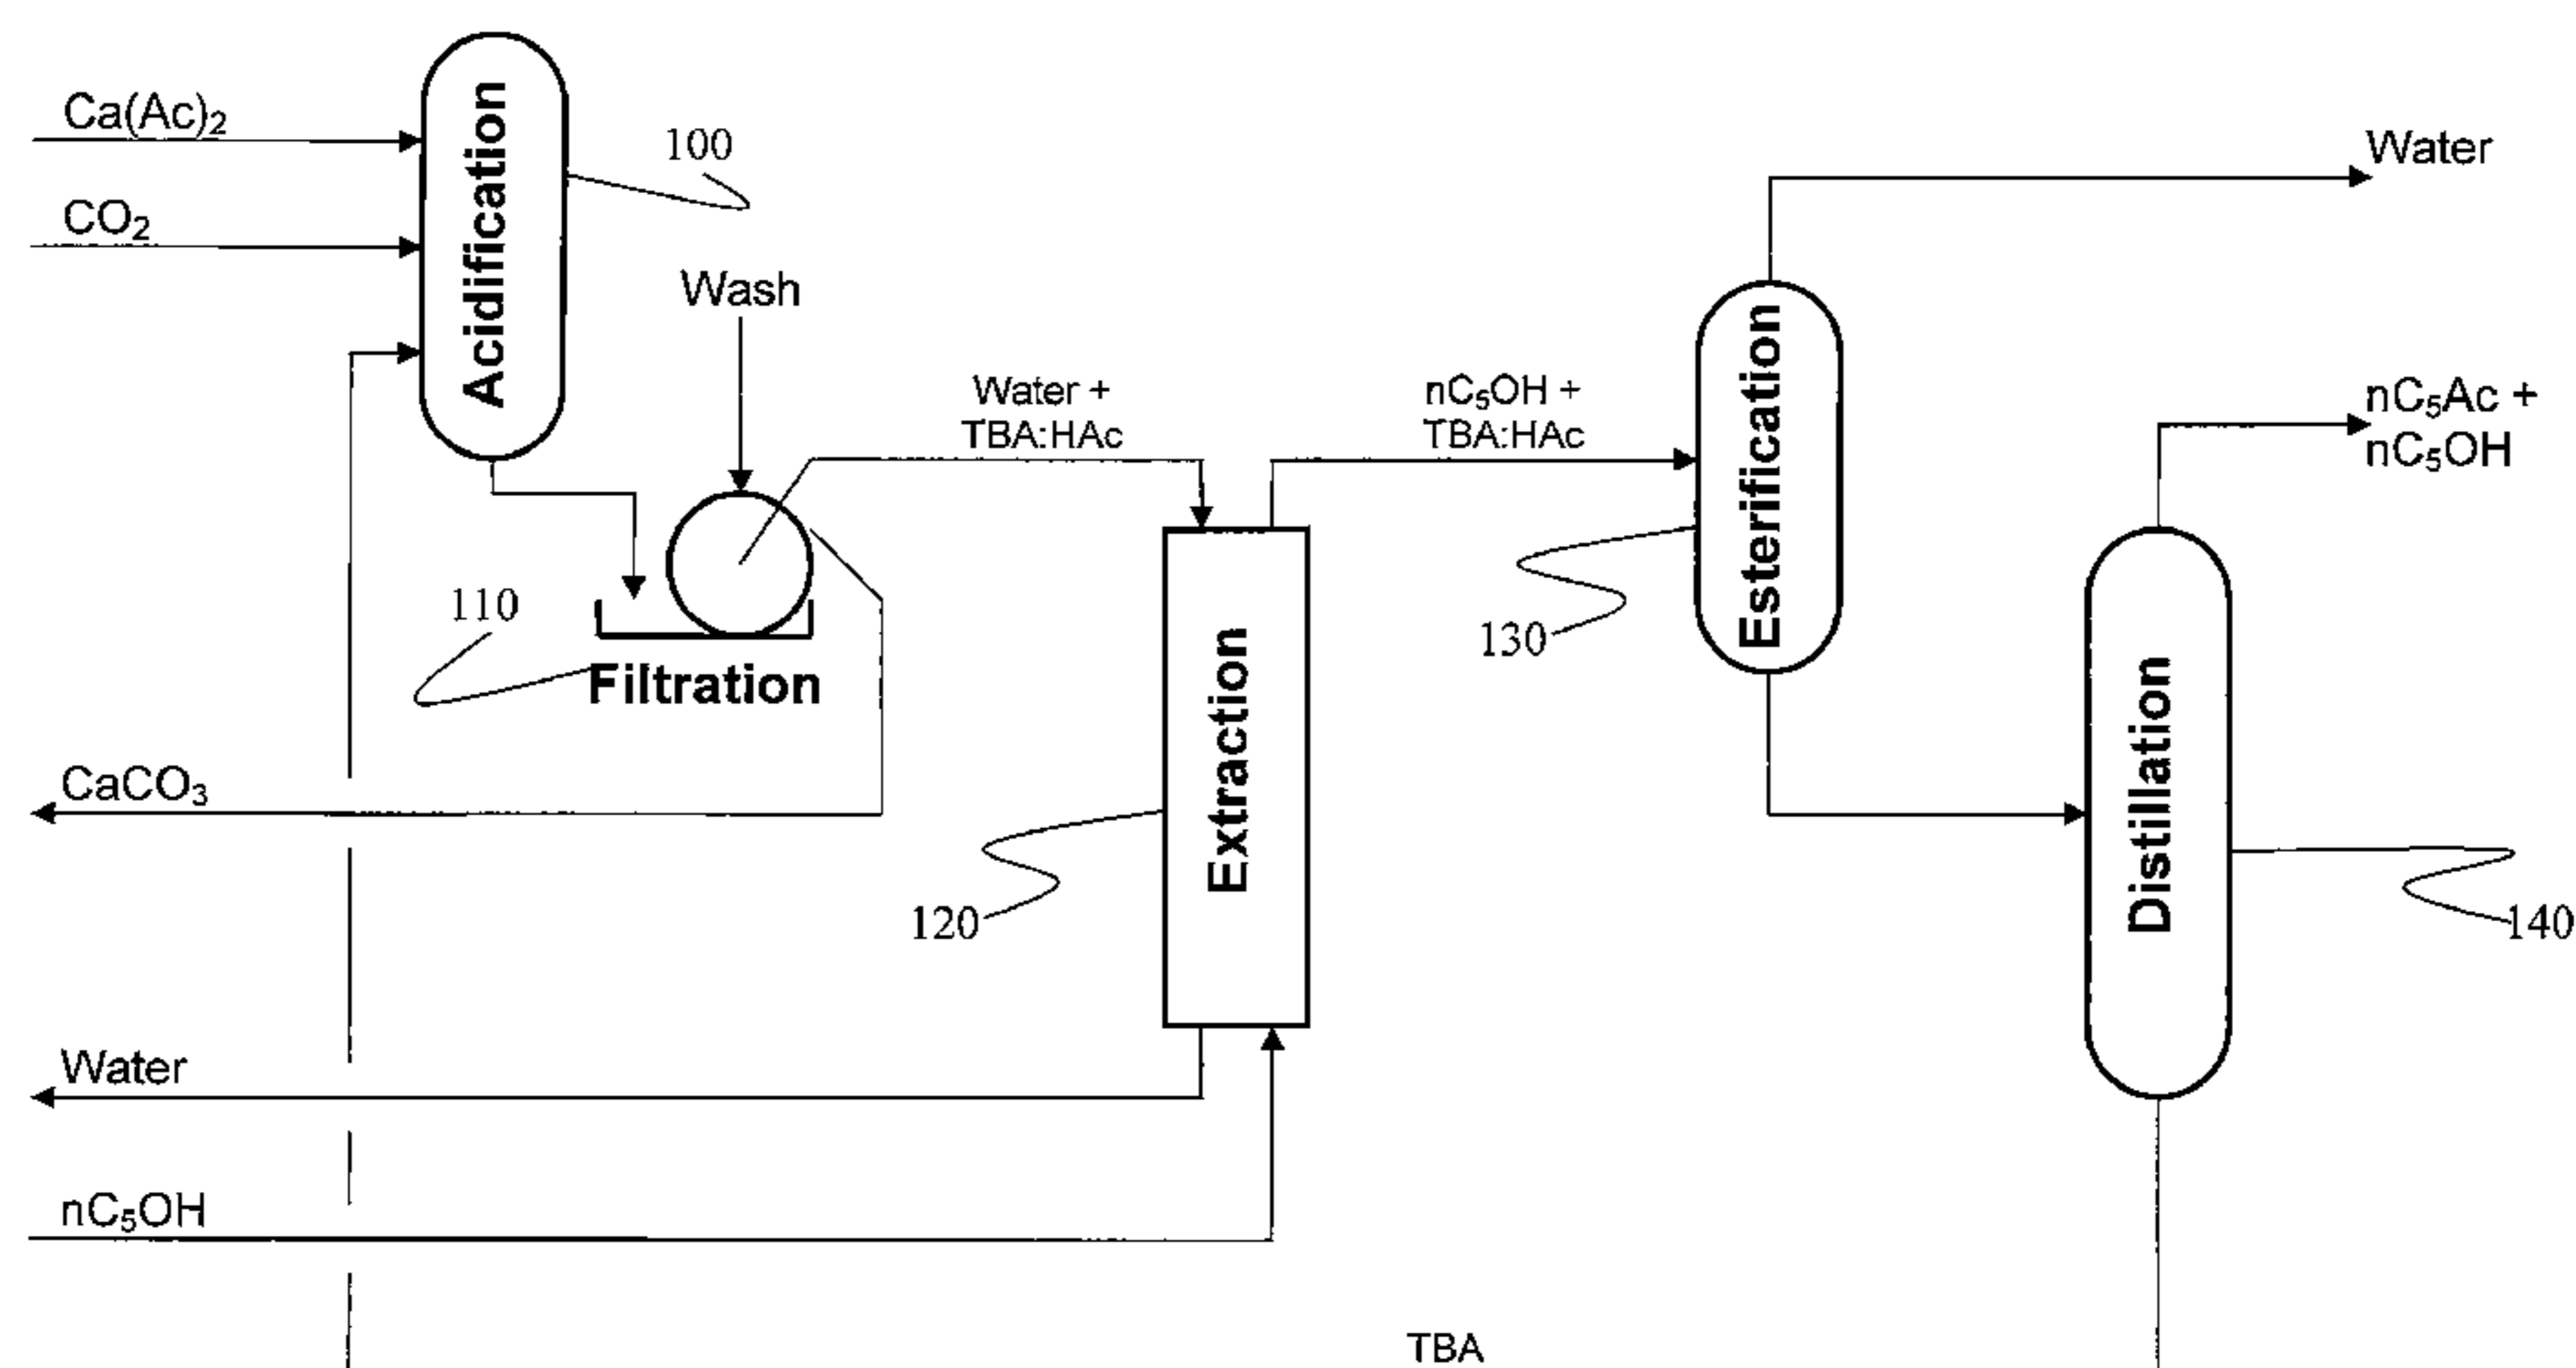 Ca(Ac)₂
CO₂
Acidification
100
Wash
110
Filtration
CaCO₃
Water
nC₅OH
Water +
TBA:HAc
Extraction
120
nC₅OH +
TBA:HAc
Esterification
130
Water
nC₅Ac +
nC₅OH
Distillation
140
TBA